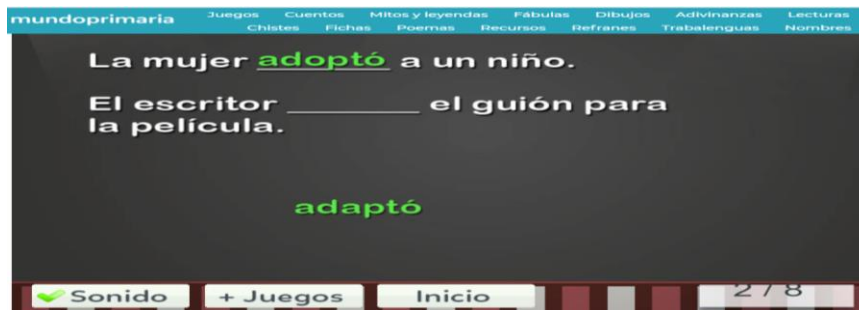 mundoprimaria Juegos Cuentos Mitos y leyendas Fábulas Dibujos Adivinanzas Lecturas
Chistes Fichas Poemas Recursos Refranes Trabalenguas Nombres
La mujer adoptó a un niño.
El escritor ________ el guión para
la película.
adaptó
Sonido + Juegos Inicio 2 / 8